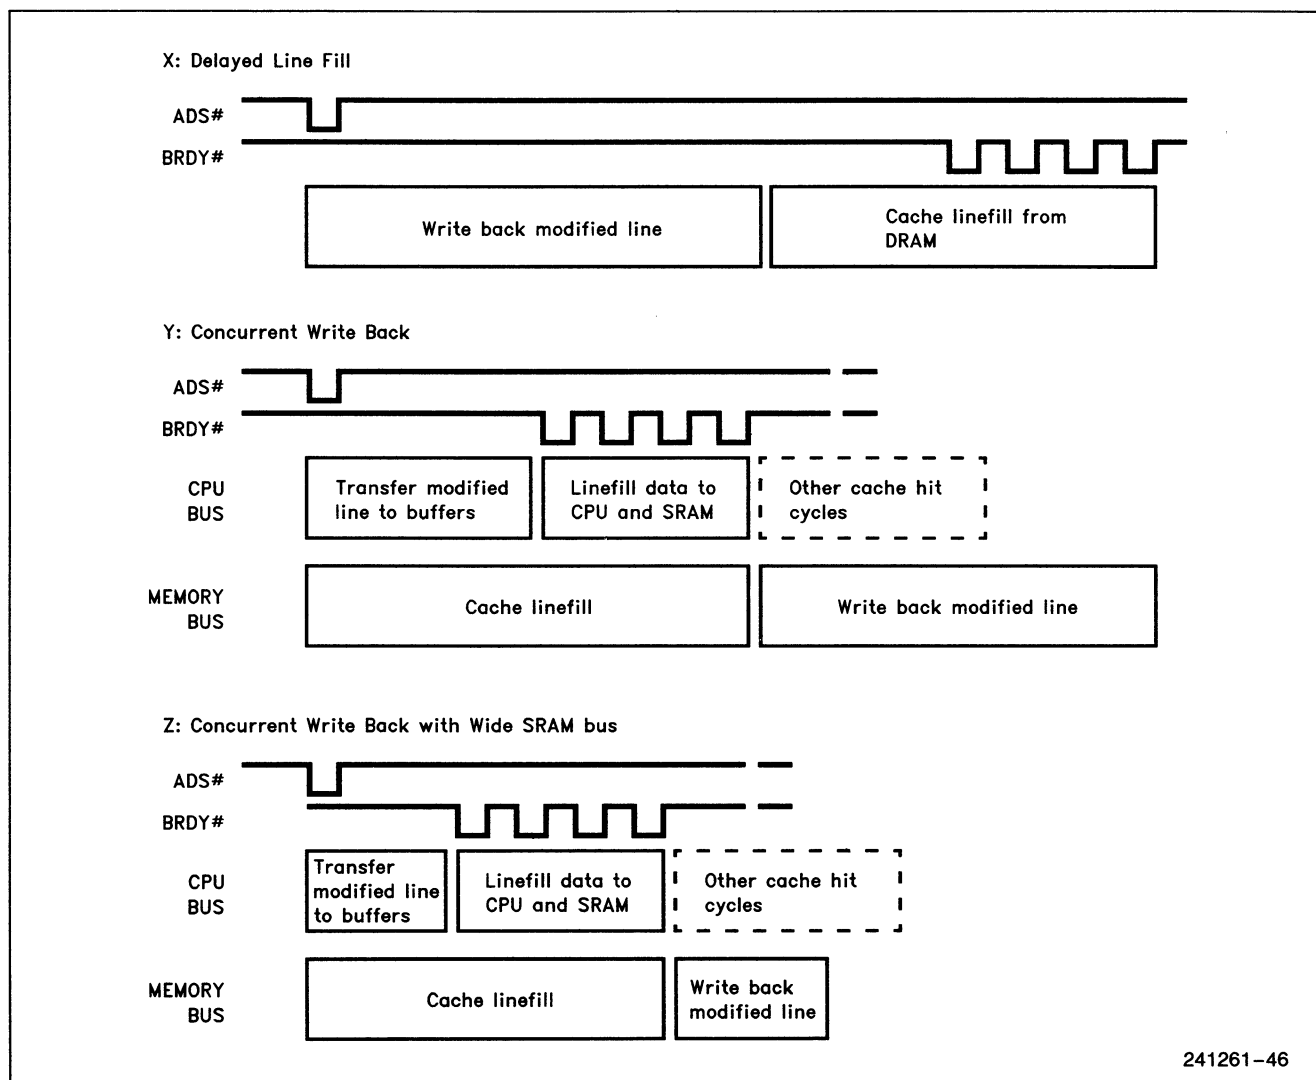 X: Delayed Line Fill
ADS#
BRDY#
Write back modified line
Cache linefill from
DRAM
Y: Concurrent Write Back
ADS#
BRDY#
CPU
BUS
Transfer modified
line to buffers
Linefill data to
CPU and SRAM
Other cache hit
cycles
MEMORY
BUS
Cache linefill
Write back modified line
Z: Concurrent Write Back with Wide SRAM bus
ADS#
BRDY#
CPU
BUS
Transfer
modified line
to buffers
Linefill data to
CPU and SRAM
Other cache hit
cycles
MEMORY
BUS
Cache linefill
Write back
modified line
241261-46